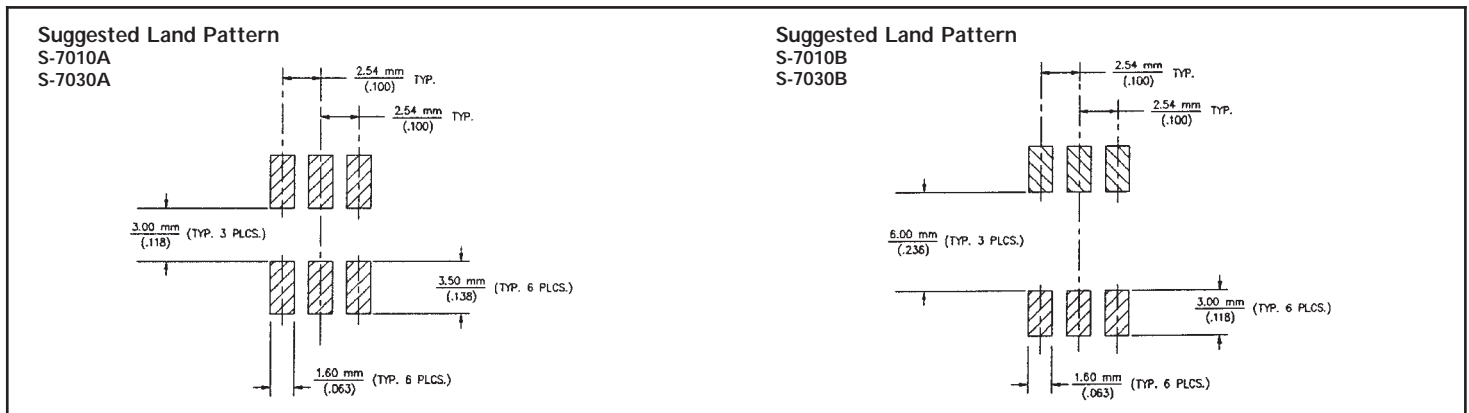 Suggested Land Pattern
S-7010A
S-7030A
2.54 mm TYP.
(.100)
2.54 mm TYP.
(.100)
3.00 mm (TYP. 3 PLCS.)
(.118)
3.50 mm (TYP. 6 PLCS.)
(.138)
1.60 mm (TYP. 6 PLCS.)
(.063)
Suggested Land Pattern
S-7010B
S-7030B
2.54 mm TYP.
(.100)
2.54 mm TYP.
(.100)
6.00 mm (TYP. 3 PLCS.)
(.236)
3.00 mm (TYP. 6 PLCS.)
(.118)
1.60 mm (TYP. 6 PLCS.)
(.063)